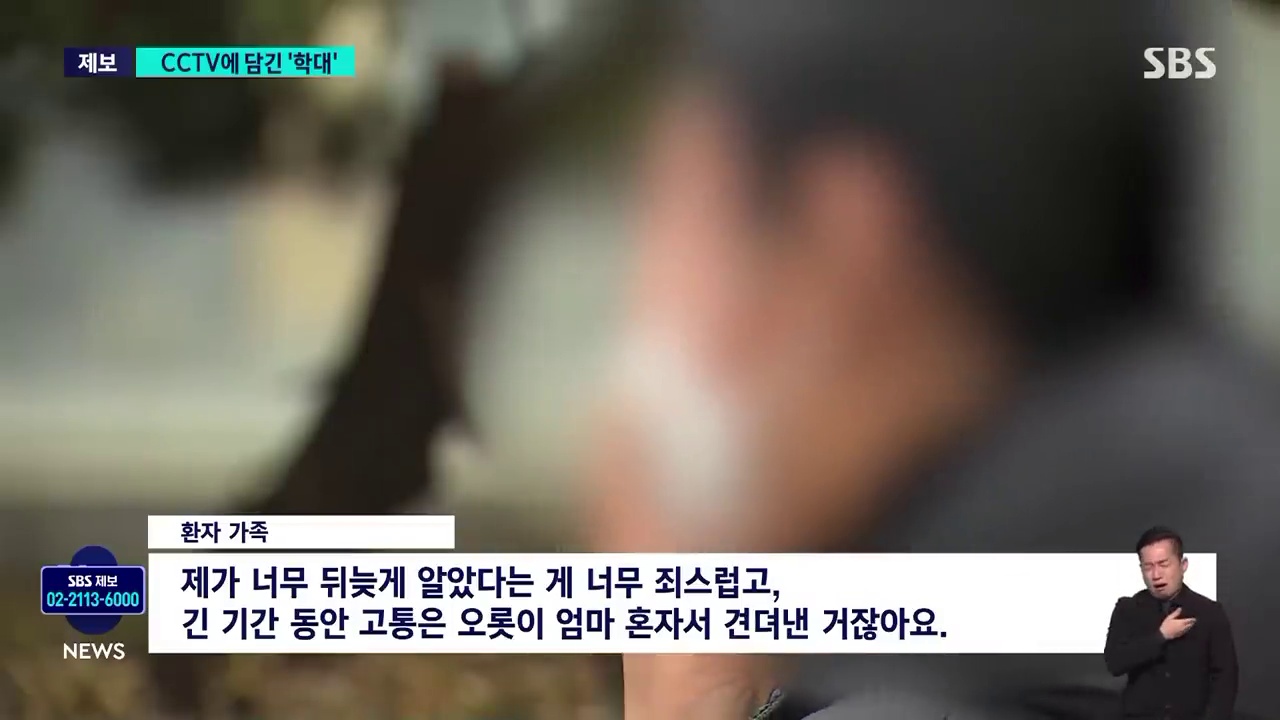 제보 CCTV에 담긴 '학대'
SBS
환자 가족
제가 너무 뒤늦게 알았다는 게 너무 죄스럽고,
긴 기간 동안 고통은 오롯이 엄마 혼자서 견뎌낸 거잖아요.
SBS 제보
02-2113-6000
NEWS